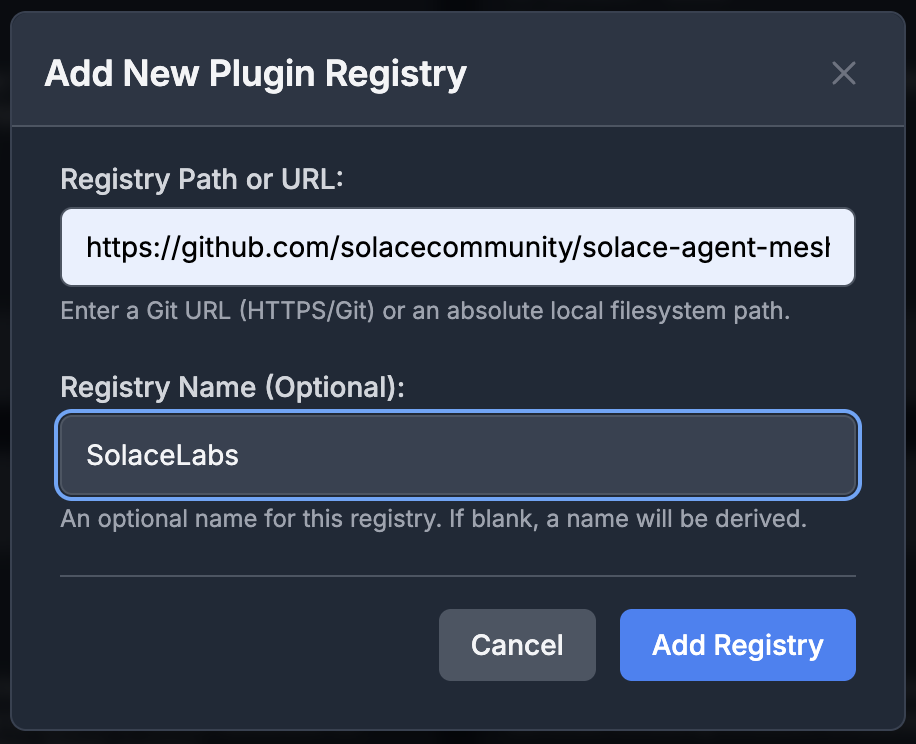 Add New Plugin Registry
Registry Path or URL:
https://github.com/solacecommunity/solace-agent-mesh
Enter a Git URL (HTTPS/Git) or an absolute local filesystem path.
Registry Name (Optional):
SolaceLabs
An optional name for this registry. If blank, a name will be derived.
Cancel
Add Registry